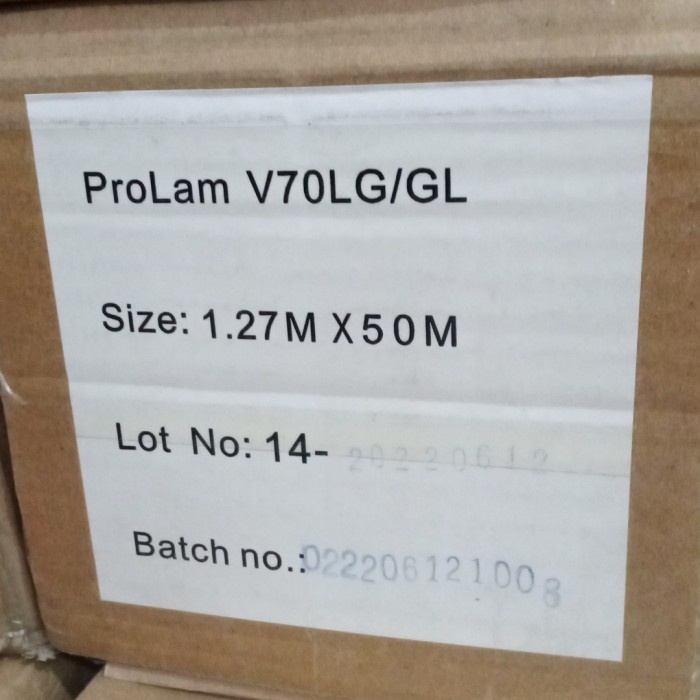 ProLam V70LG/GL
Size: 1.27M X50M
Lot No: 14- 20220612
Batch no.:022206121008